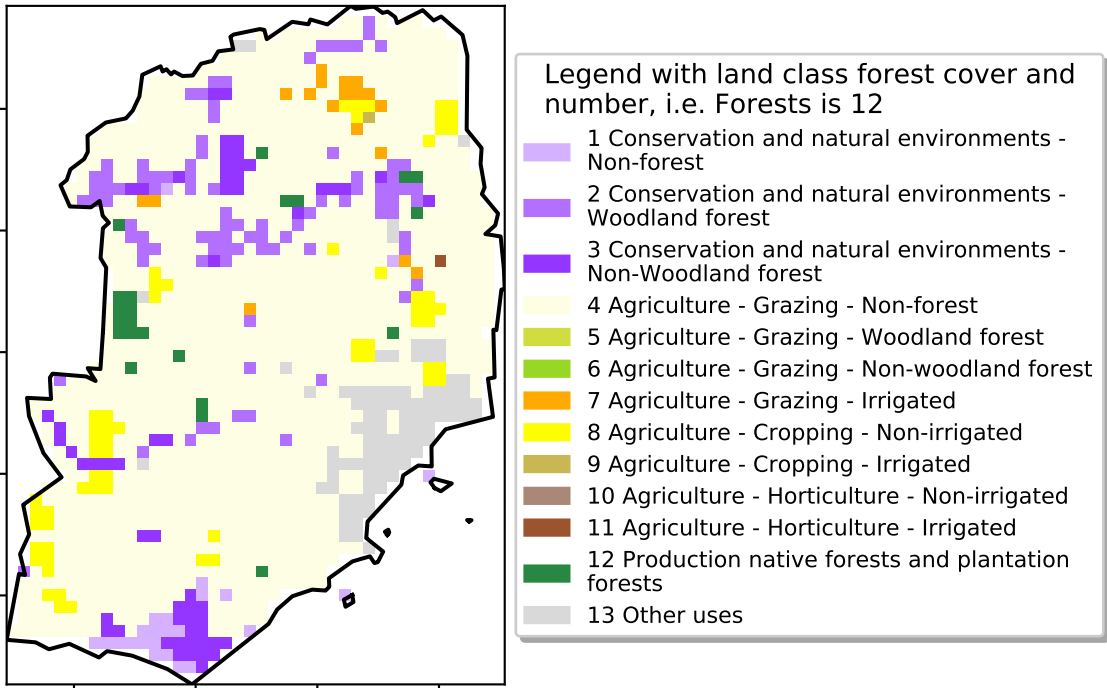 Legend with land class forest cover and
number, i.e. Forests is 12
1 Conservation and natural environments -
Non-forest
2 Conservation and natural environments -
Woodland forest
3 Conservation and natural environments -
Non-Woodland forest
4 Agriculture - Grazing - Non-forest
5 Agriculture - Grazing - Woodland forest
6 Agriculture - Grazing - Non-woodland forest
7 Agriculture - Grazing - Irrigated
8 Agriculture - Cropping - Non-irrigated
9 Agriculture - Cropping - Irrigated
10 Agriculture - Horticulture - Non-irrigated
11 Agriculture - Horticulture - Irrigated
12 Production native forests and plantation
forests
13 Other uses